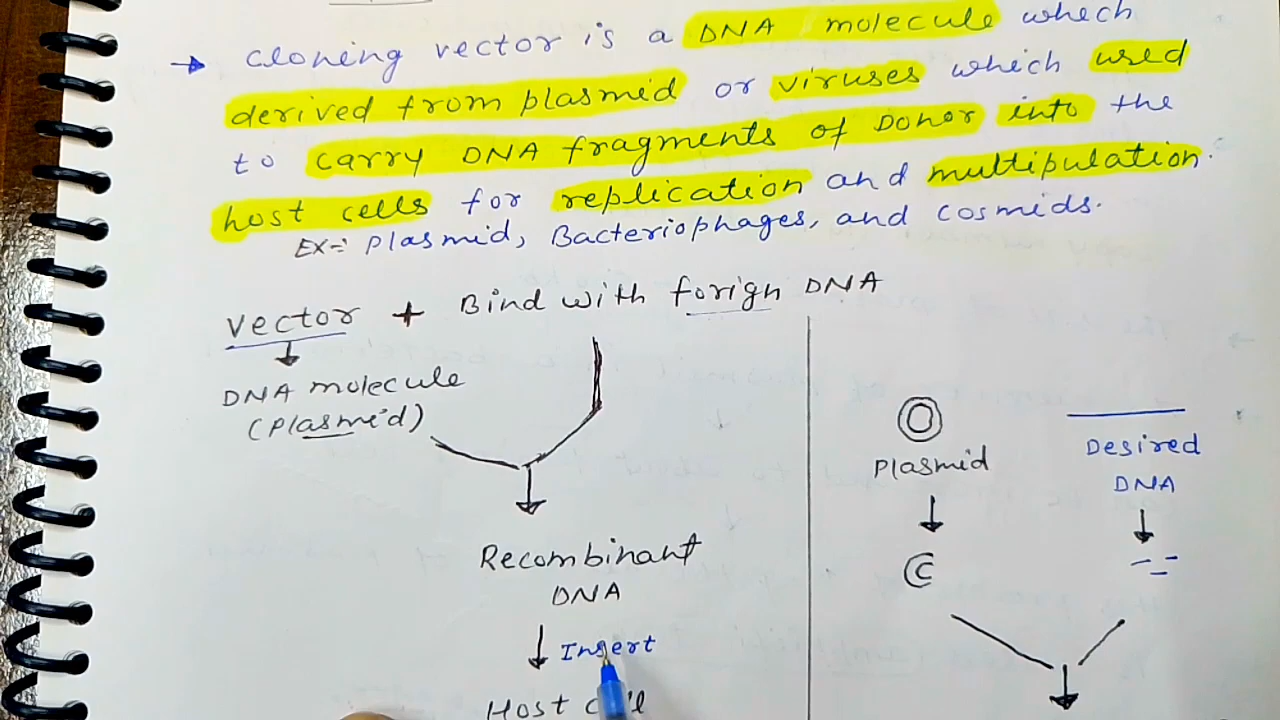 → Cloning vector is a DNA molecule which
derived from plasmid or viruses which used
to carry DNA fragments of Donor into the
host cells for replication and multipulation.
EX-: Plasmid, Bacteriophages, and Cosmids.
Vector + Bind with forign DNA
DNA molecule
(Plasmid)
Recombinant
DNA
Insert
Host cell
Plasmid
Desired
DNA